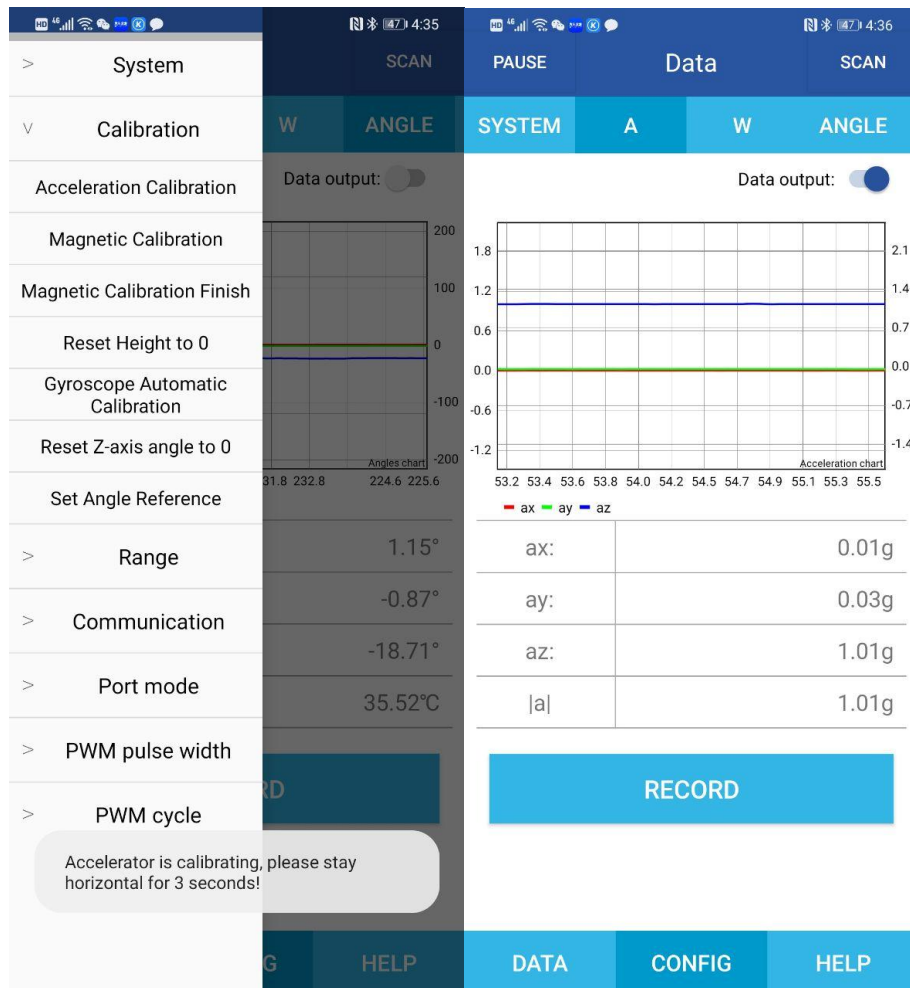 HD 4G 47 4:35
> System
SCAN
∨ Calibration
W ANGLE
Acceleration Calibration
Data output:
Magnetic Calibration
Magnetic Calibration Finish
Reset Height to 0
Gyroscope Automatic
Calibration
Reset Z-axis angle to 0
Set Angle Reference
> Range
> Communication
> Port mode
> PWM pulse width
> PWM cycle
Accelerator is calibrating, please stay
horizontal for 3 seconds!
200
100
0
-100
-200
Angles chart
31.8 232.8 224.6 225.6
1.15°
-0.87°
-18.71°
35.52℃
RD
G HELP
HD 4G 47 4:36
PAUSE Data SCAN
SYSTEM A W ANGLE
Data output:
1.8 2.1
1.2 1.4
0.6 0.7
0.0 0.0
-0.6 -0.7
-1.2 -1.4
Acceleration chart
53.2 53.4 53.6 53.8 54.0 54.2 54.5 54.7 54.9 55.1 55.3 55.5
ax ay az
ax: 0.01g
ay: 0.03g
az: 1.01g
|a| 1.01g
RECORD
DATA CONFIG HELP